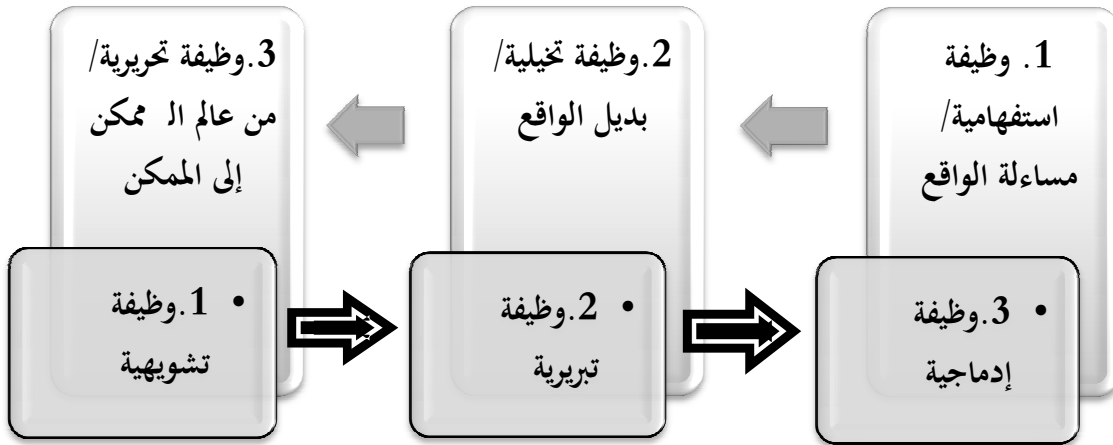 1. وظيفة
استفهامية/
مساءلة الواقع
2.وظيفة تخيلية/
بديل الواقع
3.وظيفة تحريرية/
من عالم الـ ممكن
إلى الممكن
• 1.وظيفة
تشويهية
• 2.وظيفة
تبريرية
• 3.وظيفة
إدماجية